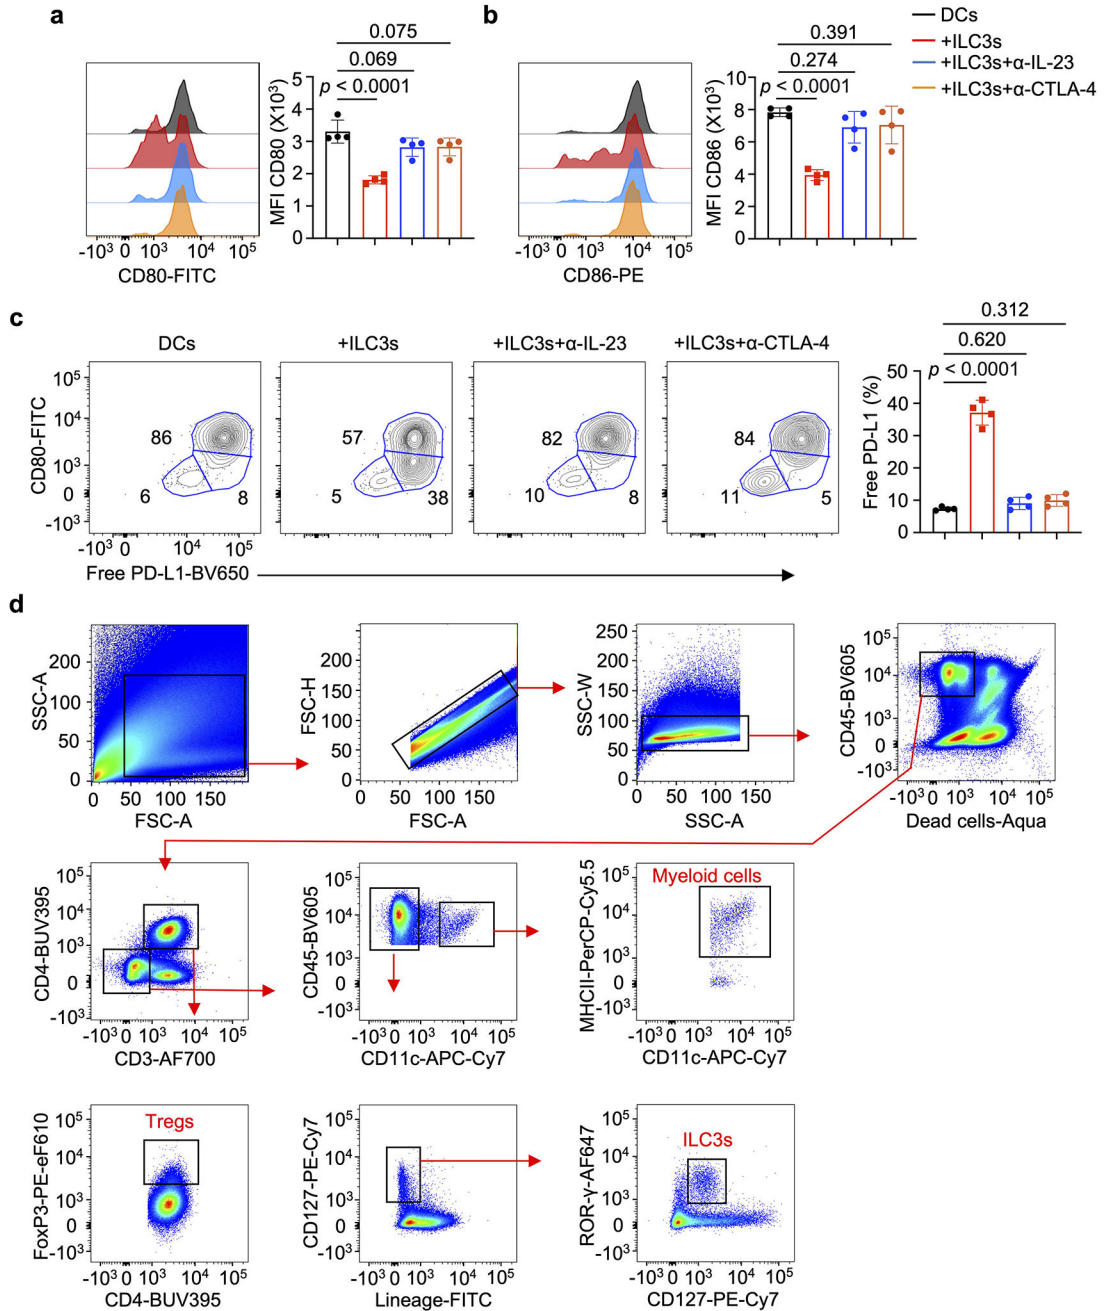 a
0.075
0.069
p < 0.0001
MFI CD80 (X10³)
5
4
3
2
1
0
-10³ 0 10³ 10⁴ 10⁵
CD80-FITC
b
0.391
0.274
p < 0.0001
MFI CD86 (X10³)
10
8
6
4
2
0
-10³ 0 10³ 10⁴ 10⁵
CD86-PE
DCs
+ILC3s
+ILC3s+α-IL-23
+ILC3s+α-CTLA-4
c
DCs
+ILC3s
+ILC3s+α-IL-23
+ILC3s+α-CTLA-4
CD80-FITC
10⁵
10⁴
10³
0
-10³
86
6
8
57
5
38
82
10
8
84
11
5
-10³ 0 10⁴ 10⁵
Free PD-L1-BV650
0.312
0.620
p < 0.0001
Free PD-L1 (%)
50
40
30
20
10
0
d
SSC-A
200
150
100
50
0
0 50 100 150
FSC-A
FSC-H
200
150
100
50
0
0 50 100 150
FSC-A
SSC-W
250
200
150
100
50
0
0 50 100 150
SSC-A
CD45-BV605
10⁵
10⁴
10³
0
-10³
-10³ 0 10³ 10⁴ 10⁵
Dead cells-Aqua
CD4-BUV395
10⁵
10⁴
10³
0
-10³
-10³ 0 10³ 10⁴ 10⁵
CD3-AF700
CD45-BV605
10⁵
10⁴
10³
0
-10³
-10³ 0 10³ 10⁴ 10⁵
CD11c-APC-Cy7
MHCII-PerCP-Cy5.5
Myeloid cells
10⁵
10⁴
10³
0
-10³
-10³ 0 10³ 10⁴ 10⁵
CD11c-APC-Cy7
FoxP3-PE-eF610
Tregs
10⁵
10⁴
10³
0
-10³
-10³ 0 10³ 10⁴ 10⁵
CD4-BUV395
CD127-PE-Cy7
10⁵
10⁴
10³
0
-10³
-10³ 0 10³ 10⁴ 10⁵
Lineage-FITC
ROR-γ-AF647
ILC3s
10⁵
10⁴
10³
0
-10³
-10³ 0 10³ 10⁴ 10⁵
CD127-PE-Cy7